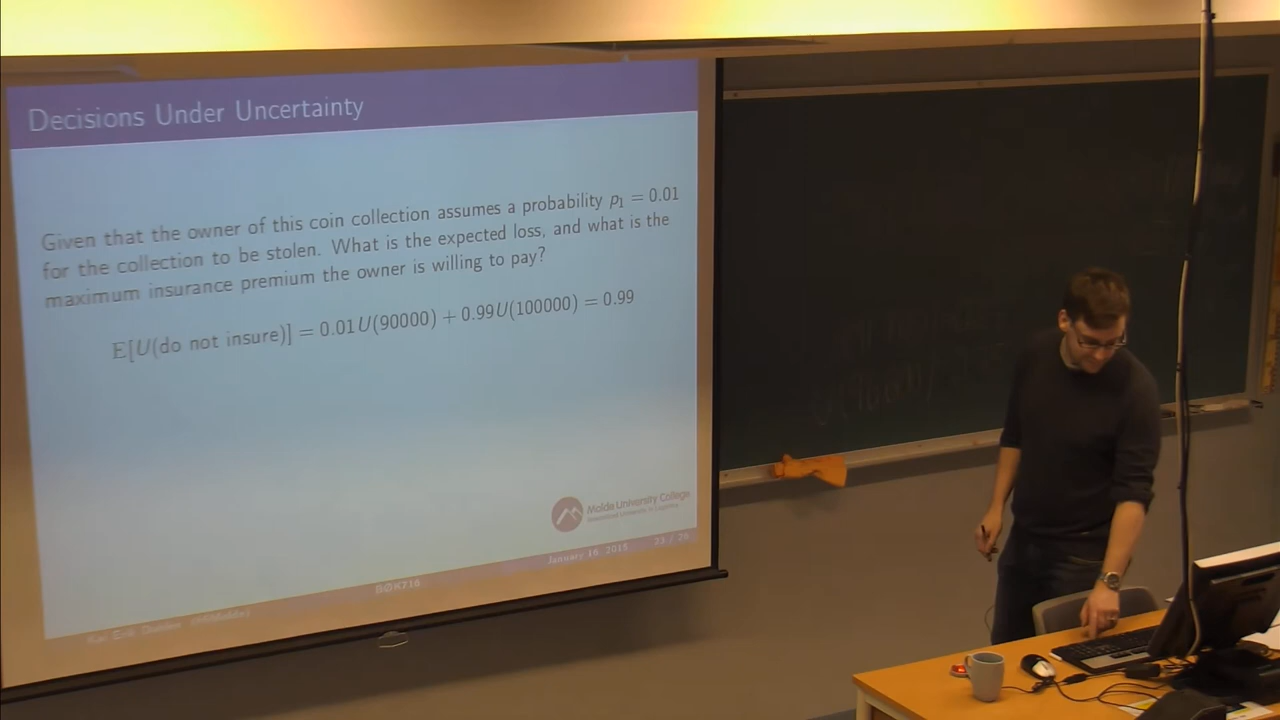 Decisions Under Uncertainty
Given that the owner of this coin collection assumes a probability p₁ = 0.01
for the collection to be stolen. What is the expected loss, and what is the
maximum insurance premium the owner is willing to pay?
𝔼[U(do not insure)] = 0.01U(90000) + 0.99U(100000) = 0.99
Molde University College
January 16, 2015
BØK716